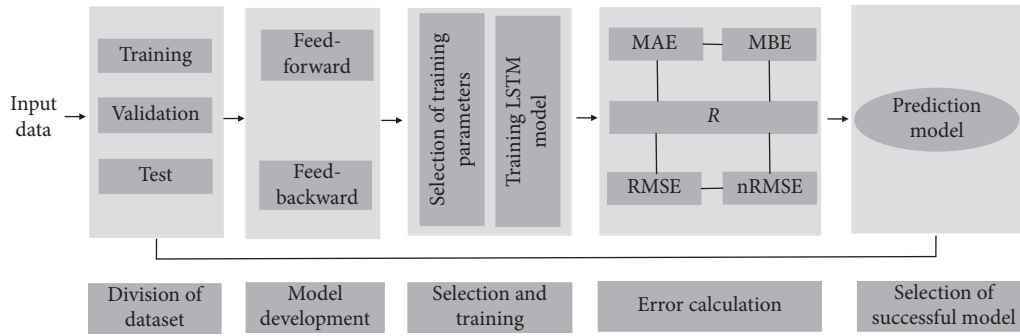 Input
data
Training
Validation
Test
Feed-
forward
Feed-
backward
Selection of training
parameters
Training LSTM
model
MAE
MBE
R
RMSE
nRMSE
Prediction
model
Division of
dataset
Model
development
Selection and
training
Error calculation
Selection of
successful model